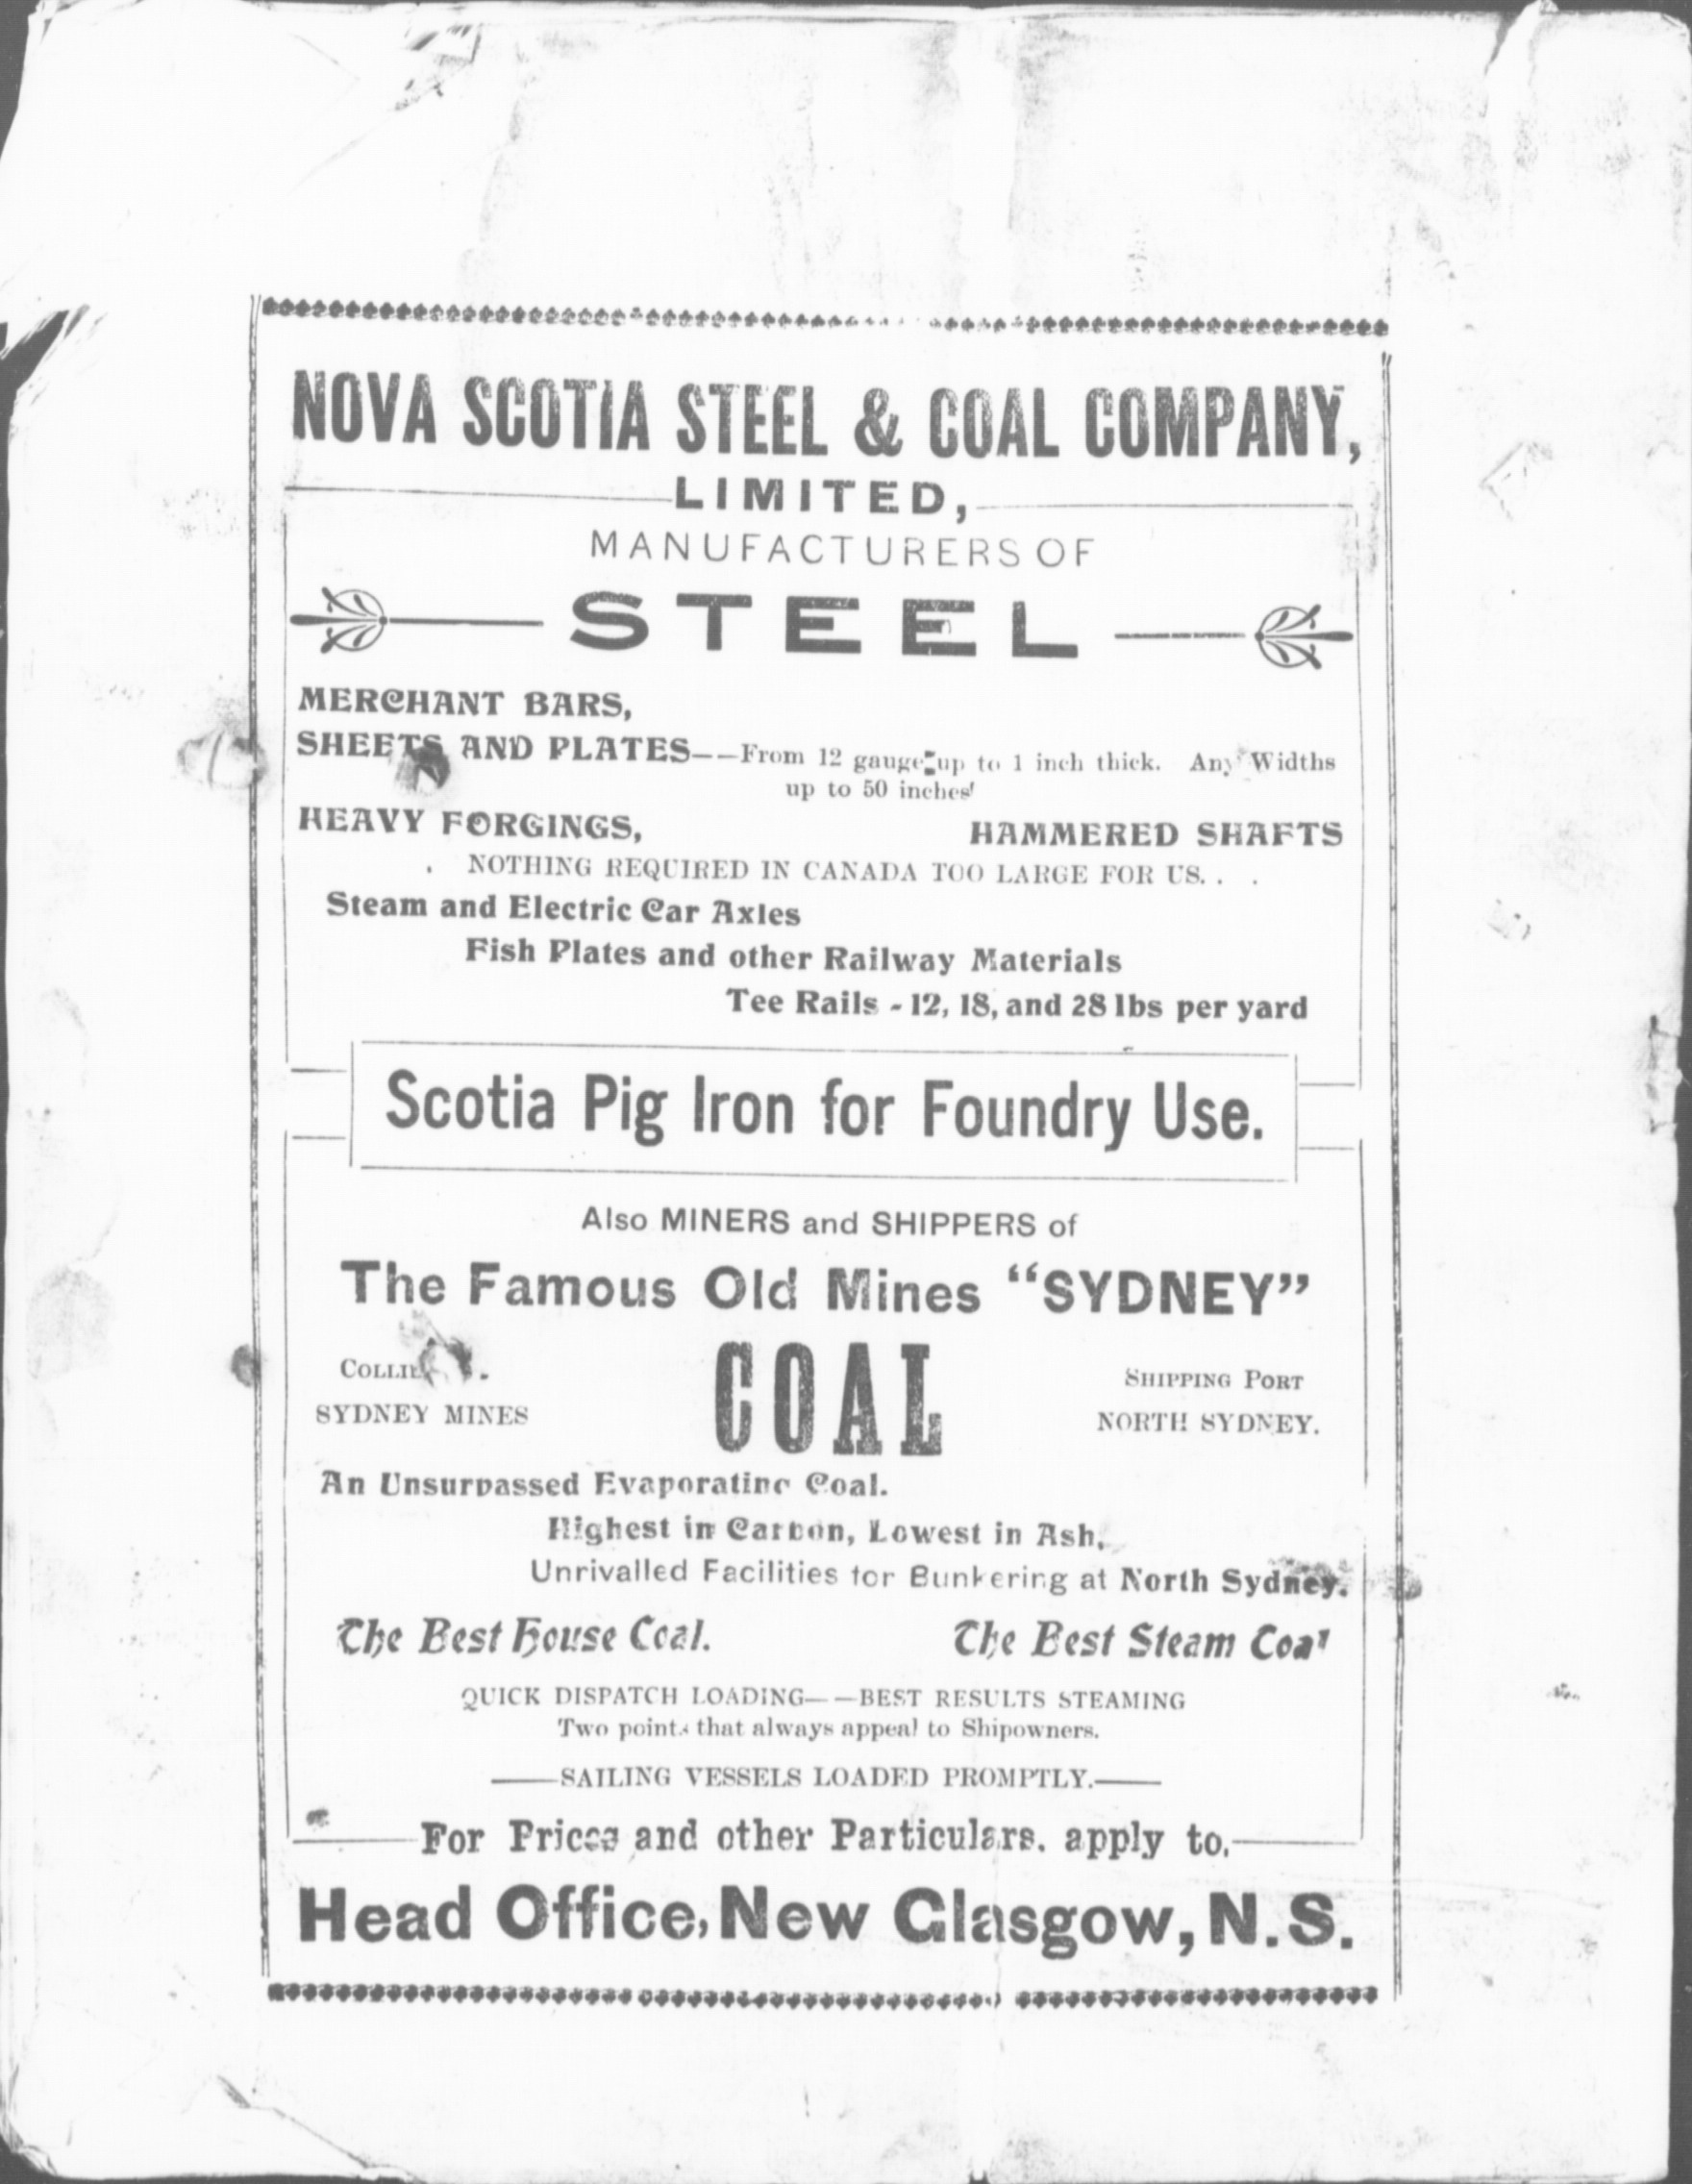 NOVA SCOTIA STEEL & COAL COMPANY,
LIMITED,
MANUFACTURERS OF
STEEL
MERCHANT BARS,
SHEETS AND PLATES--From 12 gauge up to 1 inch thick. Any Widths
up to 50 inches
HEAVY FORGINGS, HAMMERED SHAFTS
. NOTHING REQUIRED IN CANADA TOO LARGE FOR US. . .
Steam and Electric Car Axles
Fish Plates and other Railway Materials
Tee Rails - 12, 18, and 28 lbs per yard
Scotia Pig Iron for Foundry Use.
Also MINERS and SHIPPERS of
The Famous Old Mines "SYDNEY"
COAL
SYDNEY MINES
SHIPPING PORT
NORTH SYDNEY.
An Unsurpassed Evaporating Coal.
Highest in Carbon, Lowest in Ash,
Unrivalled Facilities for Bunkering at North Sydney.
The Best House Coal. The Best Steam Coal
QUICK DISPATCH LOADING--BEST RESULTS STEAMING
Two points that always appeal to Shipowners.
SAILING VESSELS LOADED PROMPTLY.
For Prices and other Particulars. apply to,
Head Office, New Glasgow, N.S.